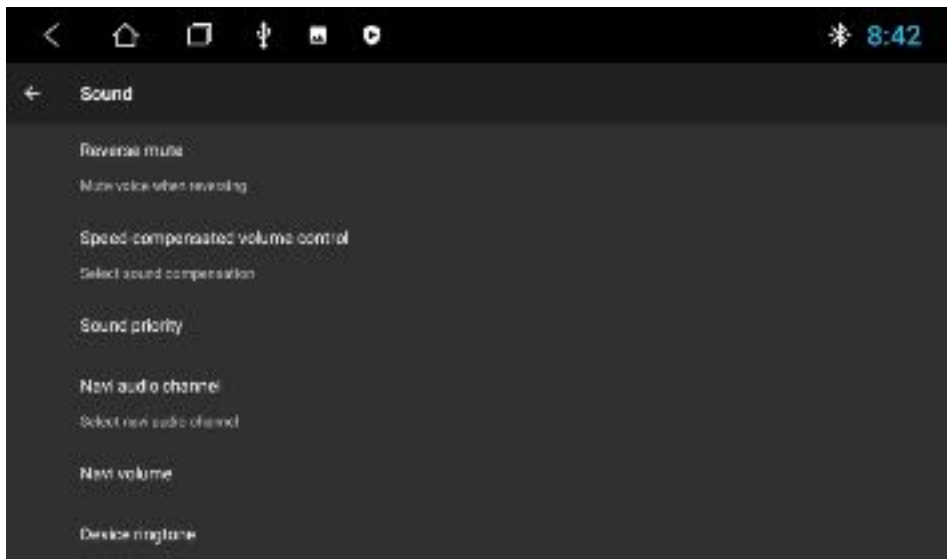 8:42
Sound
Reverse mute
Mute voice when reversing
Speed-compensated volume control
Select sound compensation
Sound priority
Navi audio channel
Select navi audio channel
Navi volume
Device ringtone